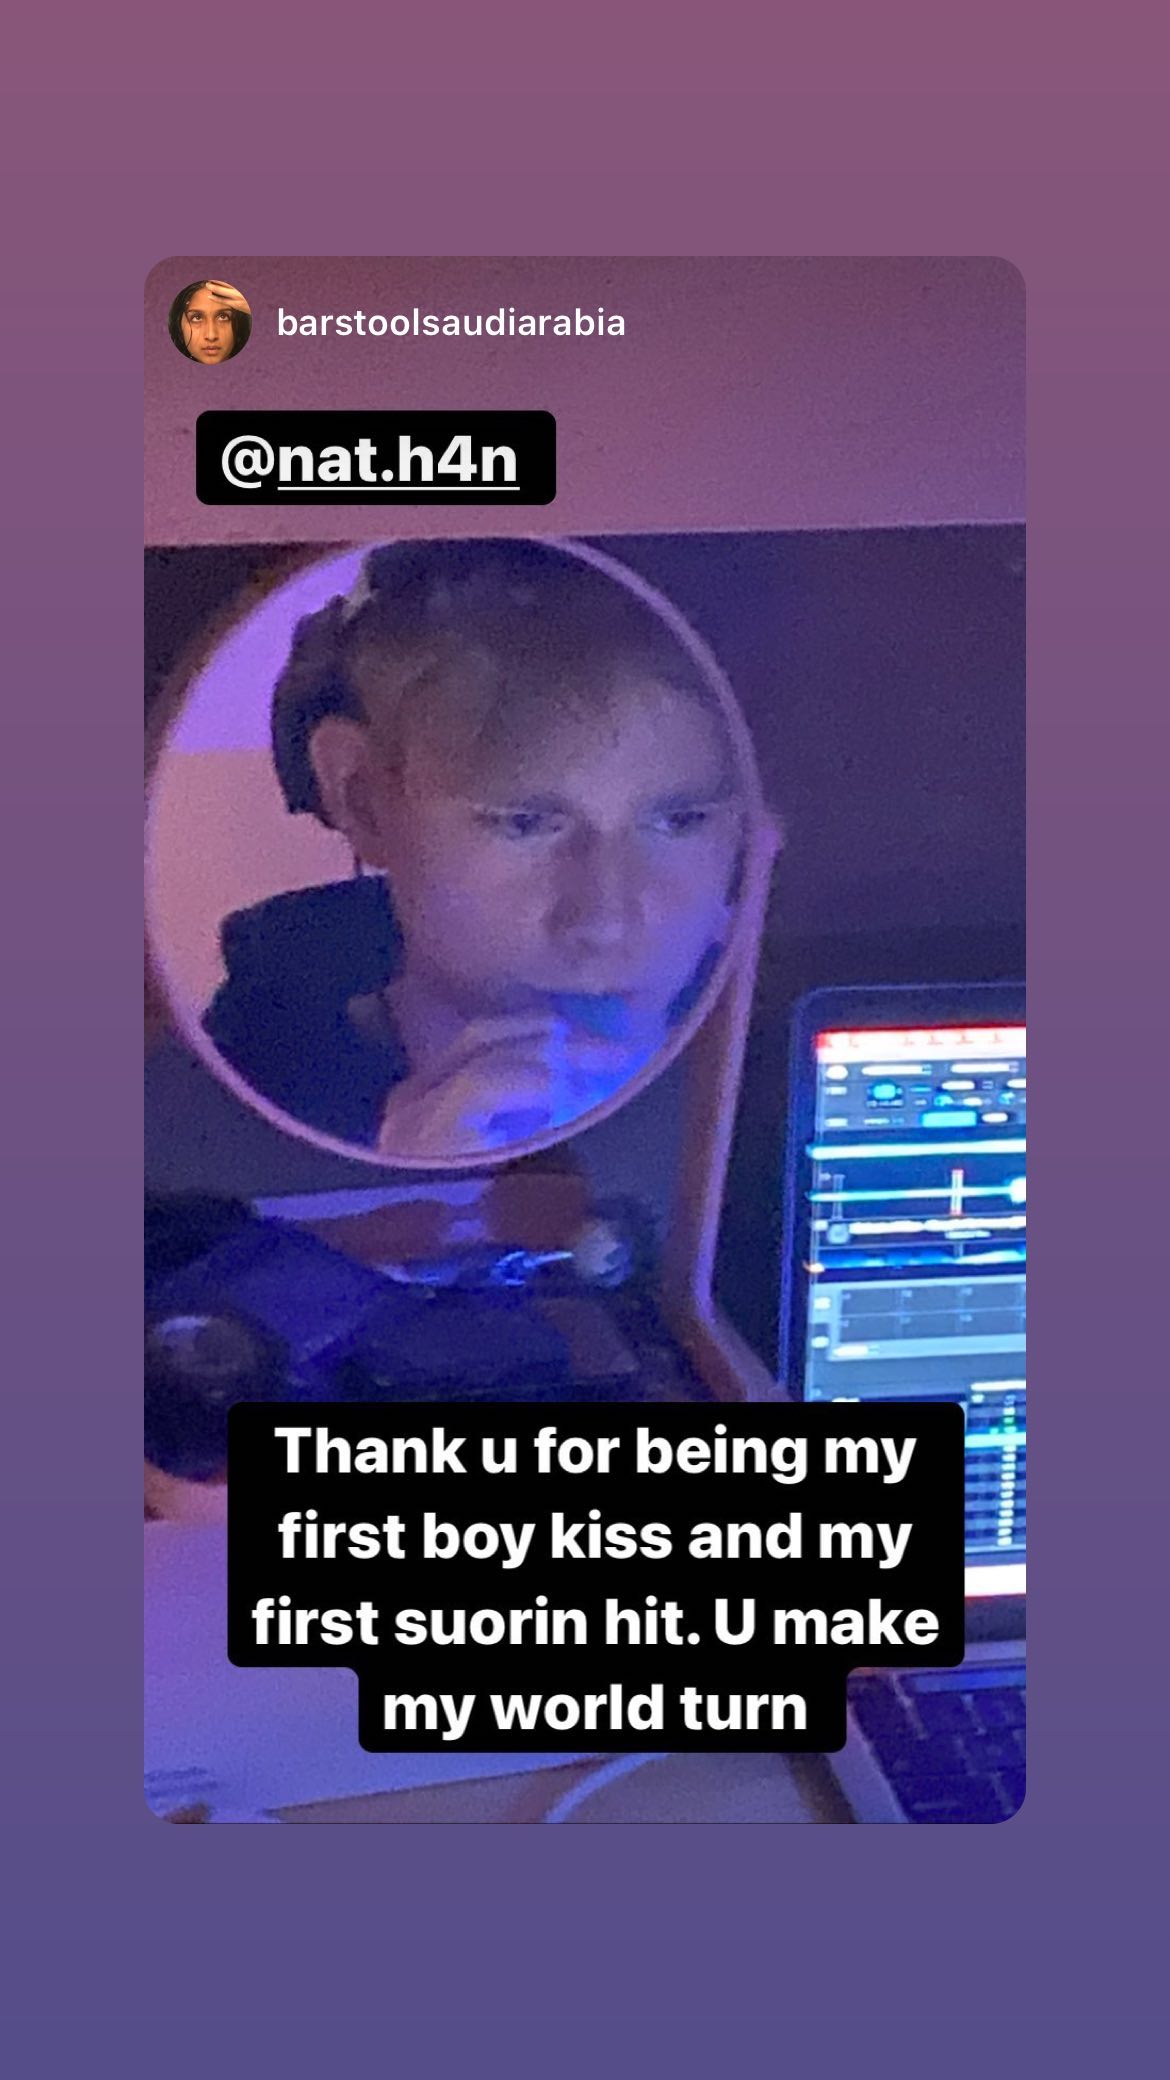 barstoolsaudiarabia
@nat.h4n
Thank u for being my
first boy kiss and my
first suorin hit. U make
my world turn